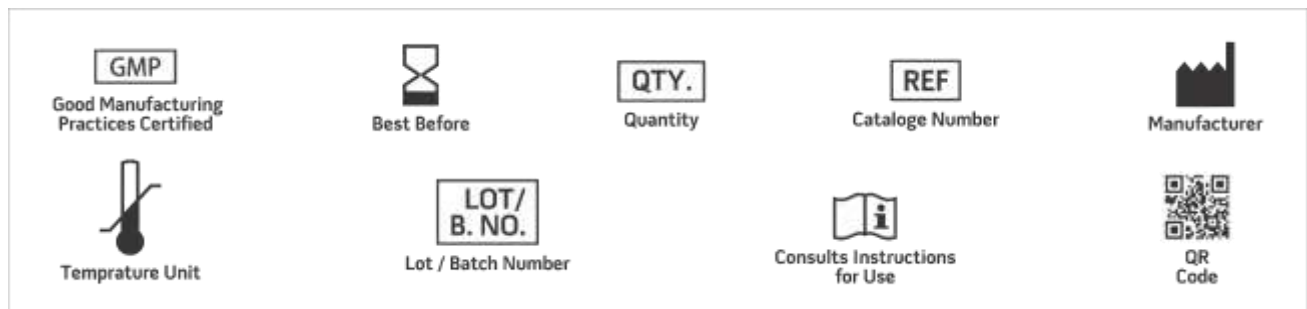 GMP
Good Manufacturing
Practices Certified
Best Before
QTY.
Quantity
REF
Cataloge Number
Manufacturer
Temprature Unit
LOT/
B. NO.
Lot / Batch Number
i
Consults Instructions
for Use
QR
Code